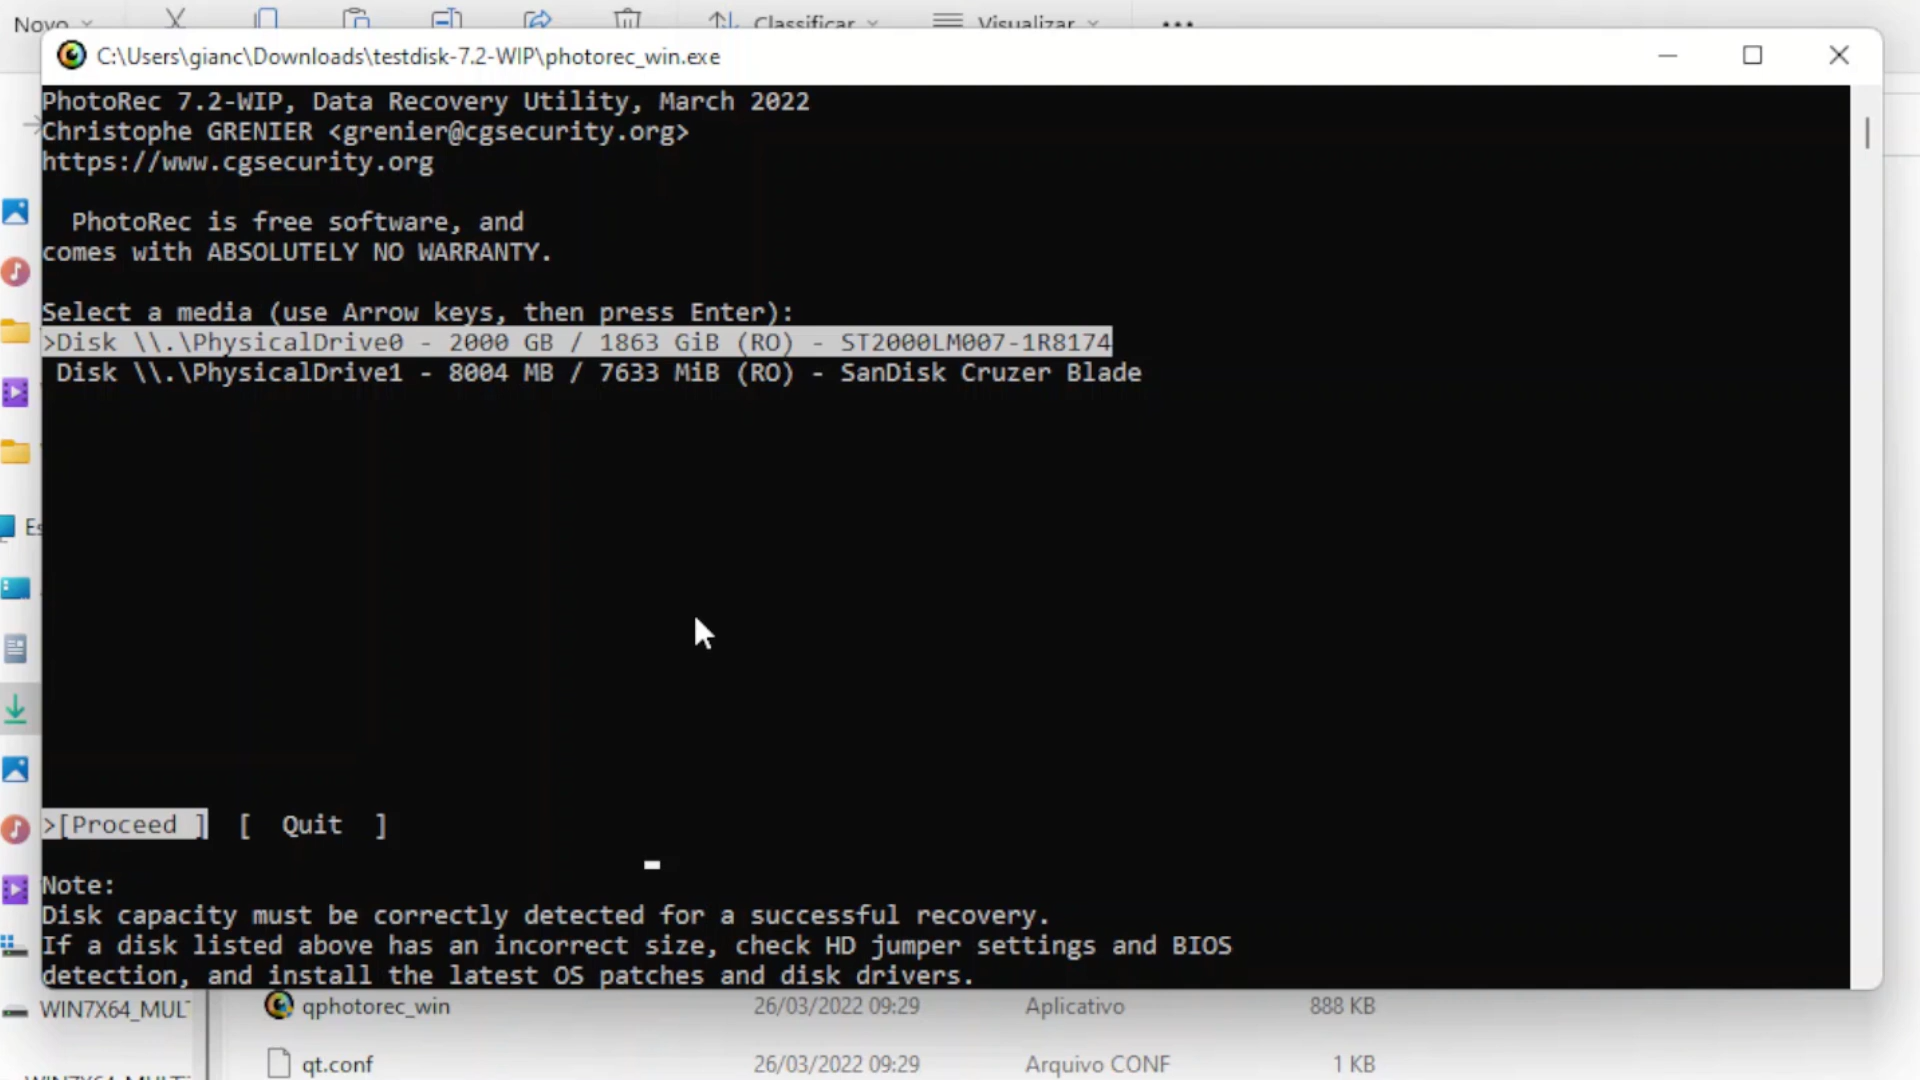 Novo
Classificar
Visualizar
C:\Users\gianc\Downloads\testdisk-7.2-WIP\photorec_win.exe
PhotoRec 7.2-WIP, Data Recovery Utility, March 2022
Christophe GRENIER <grenier@cgsecurity.org>
https://www.cgsecurity.org
PhotoRec is free software, and
comes with ABSOLUTELY NO WARRANTY.
Select a media (use Arrow keys, then press Enter):
>Disk \\.\PhysicalDrive0 - 2000 GB / 1863 GiB (RO) - ST2000LM007-1R8174
Disk \\.\PhysicalDrive1 - 8004 MB / 7633 MiB (RO) - SanDisk Cruzer Blade
>[Proceed ] [ Quit ]
Note:
Disk capacity must be correctly detected for a successful recovery.
If a disk listed above has an incorrect size, check HD jumper settings and BIOS
detection, and install the latest OS patches and disk drivers.
WIN7X64_MULT
qphotorec_win 26/03/2022 09:29 Aplicativo 888 KB
qt.conf 26/03/2022 09:29 Arquivo CONF 1 KB